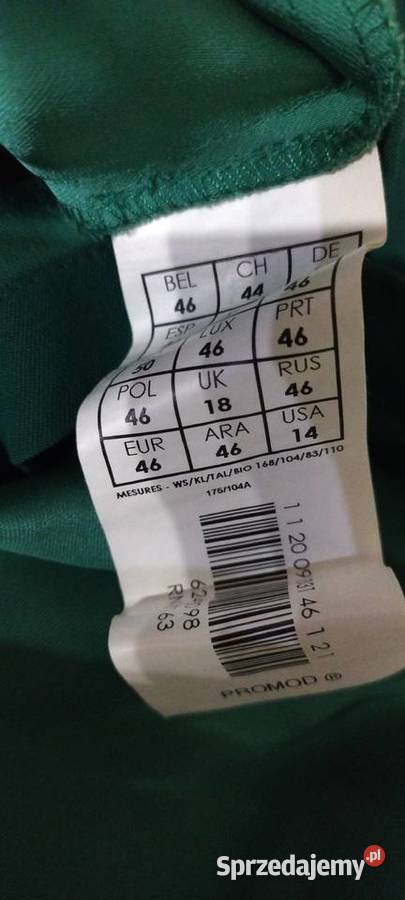 BEL CH DE
46 44 46
ESP LUX PRT
50 46 46
POL UK RUS
46 18 46
EUR ARA USA
46 46 14
MESURES - WS/KL/TAL/BIO 168/104/83/110
176/104A
PROMOD ®
Sprzedajemy.pl